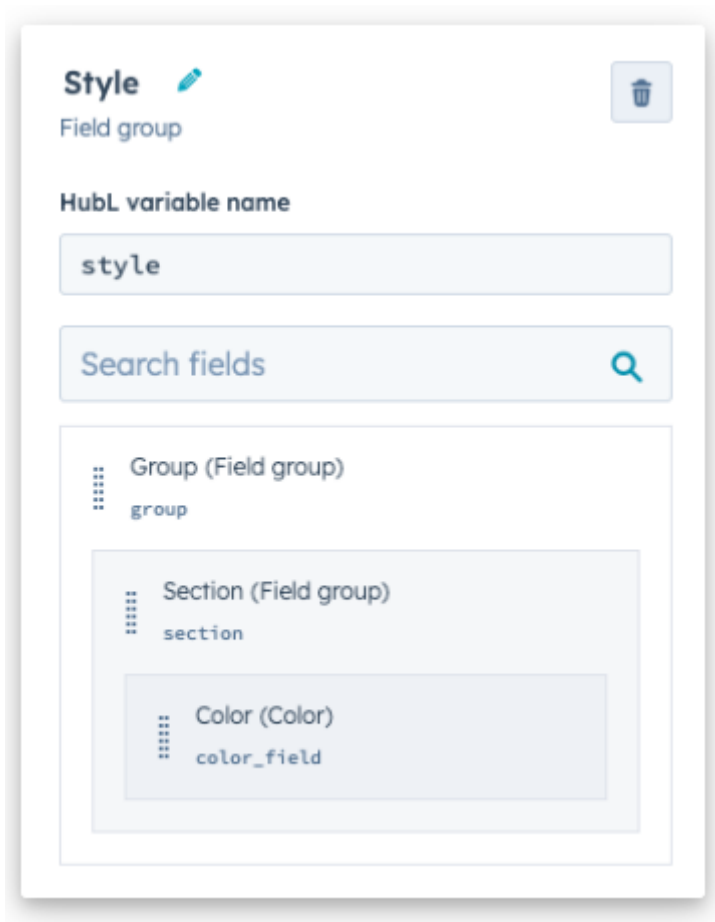 Style
Field group
HubL variable name
style
Search fields
Group (Field group)
group
Section (Field group)
section
Color (Color)
color_field